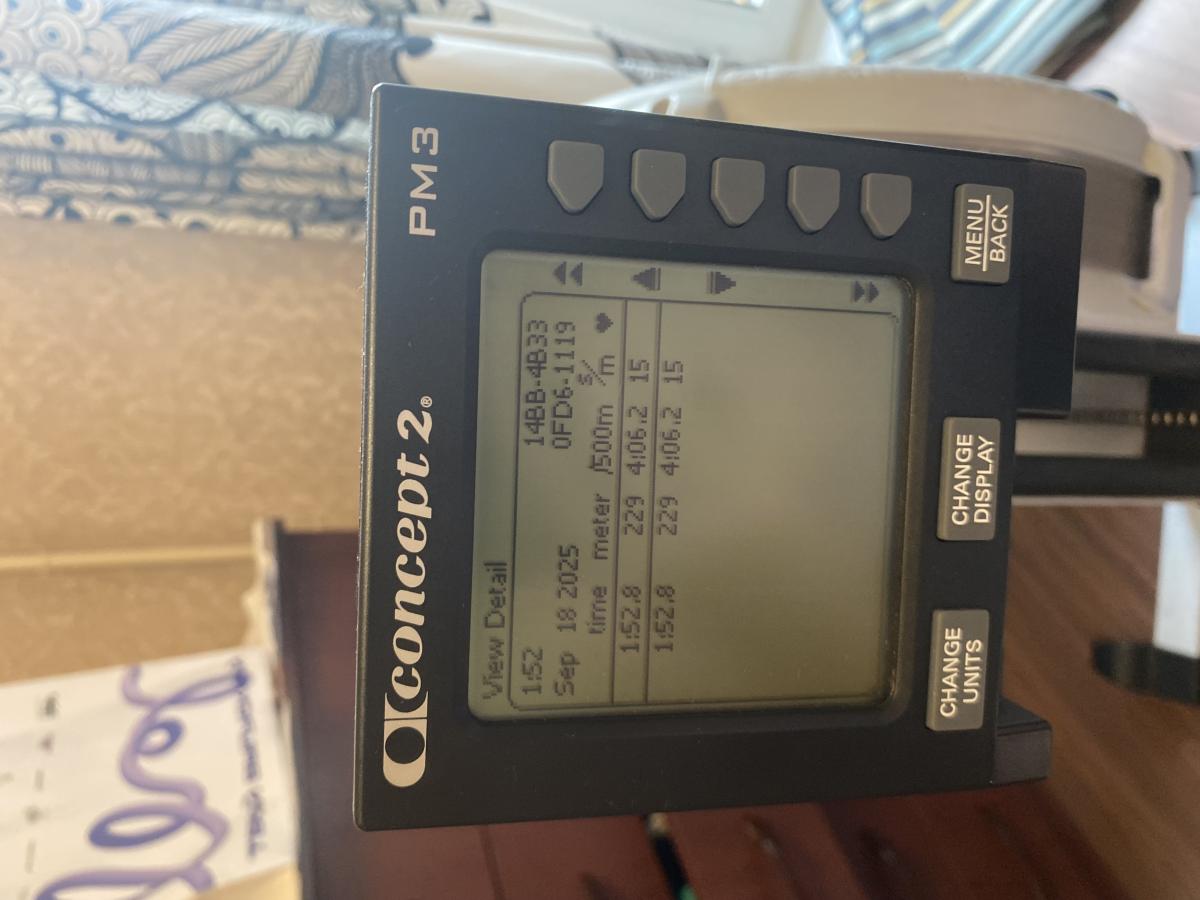 concept 2® PM3
View Detail
1:52 14BB-4B33
Sep 18 2025 0FD6-1119
time meter /500m s/m ♥
1:52.8 229 4:06.2 15
1:52.8 229 4:06.2 15
CHANGE UNITS
CHANGE DISPLAY
MENU
BACK